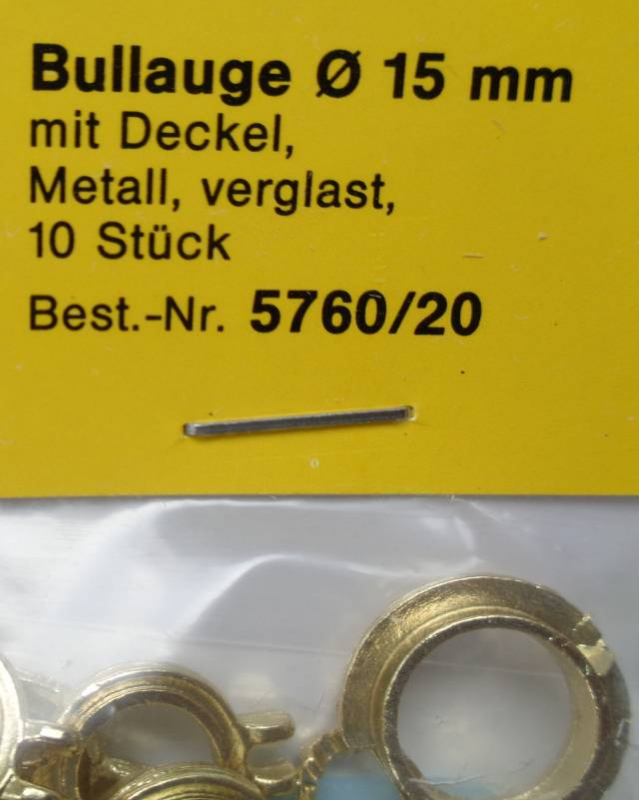 Bullauge Ø 15 mm
mit Deckel,
Metall, verglast,
10 Stück
Best.-Nr. 5760/20